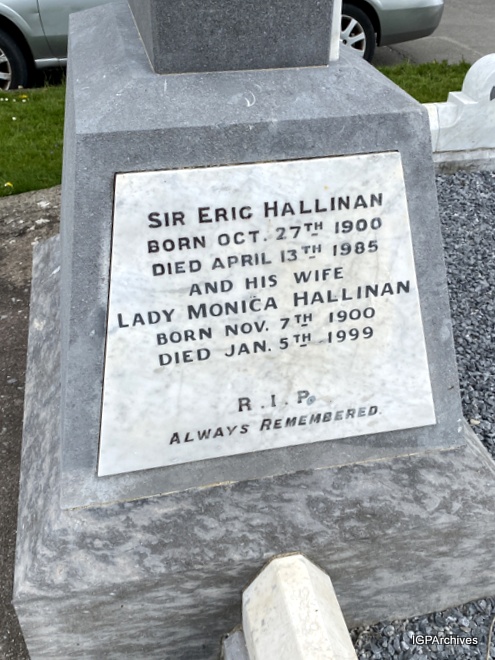 SIR ERIC HALLINAN
BORN OCT. 27TH 1900
DIED APRIL 13TH 1985
AND HIS WIFE
LADY MONICA HALLINAN
BORN NOV. 7TH 1900
DIED JAN. 5TH 1999
R.I.P.
ALWAYS REMEMBERED.
IGPArchives